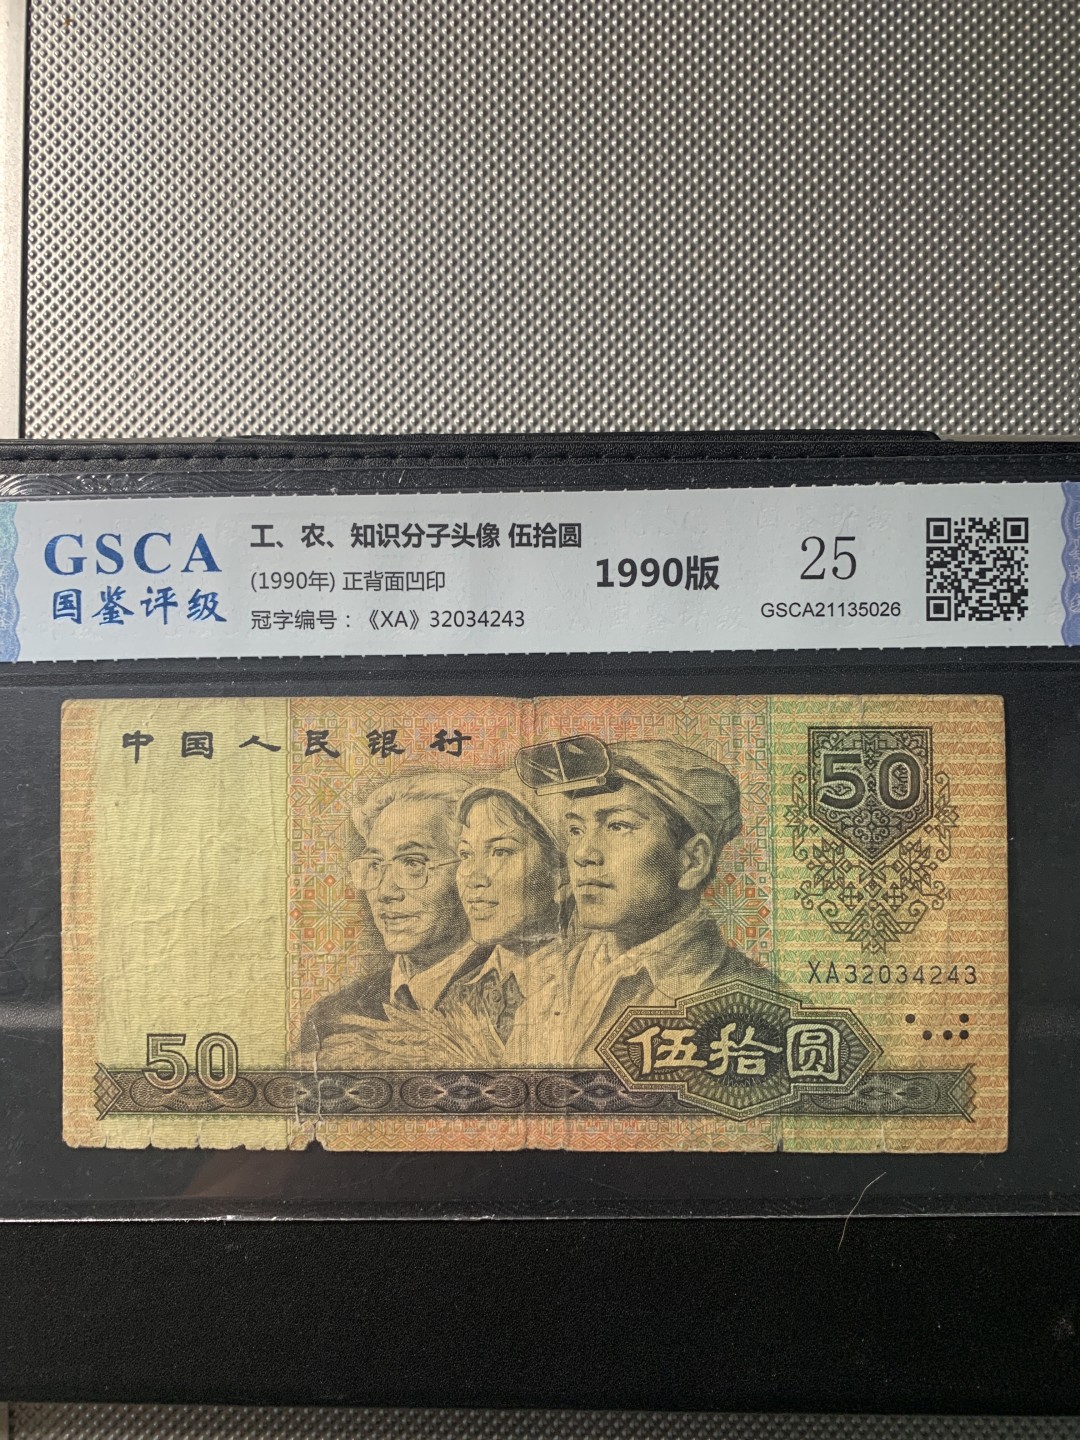 GSCA
国鉴评级
工、农、知识分子头像 伍拾圆
(1990年) 正背面凹印
冠字编号：《XA》32034243
1990版
25
GSCA21135026
中国人民银行
50
XA32034243
50
伍拾圆